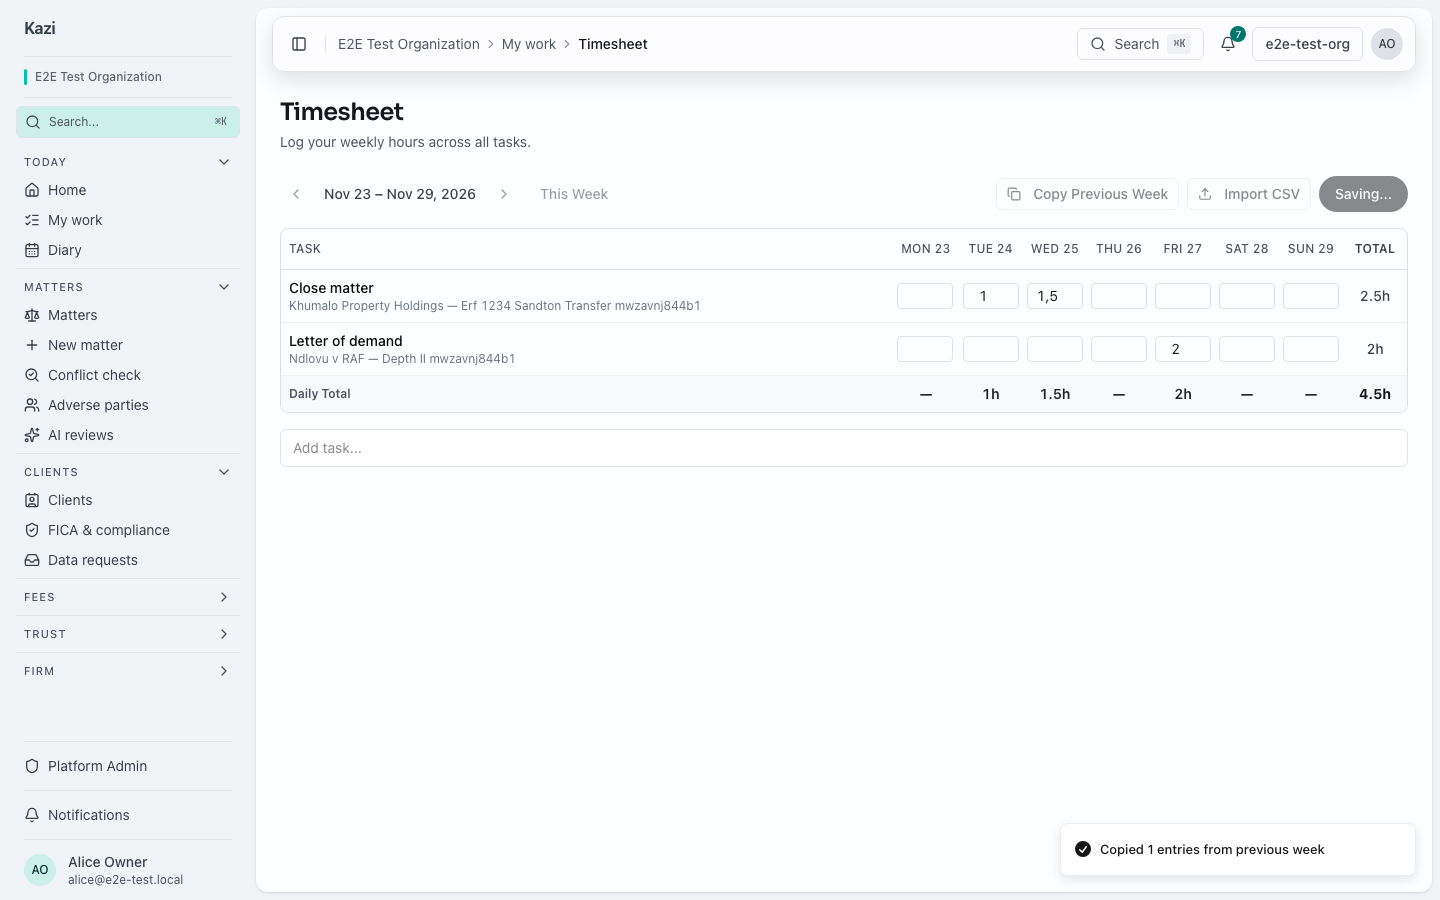 Kazi
E2E Test Organization
Search... ⌘K
TODAY
Home
My work
Diary
MATTERS
Matters
New matter
Conflict check
Adverse parties
AI reviews
CLIENTS
Clients
FICA & compliance
Data requests
FEES
TRUST
FIRM
Platform Admin
Notifications
AO Alice Owner
alice@e2e-test.local
E2E Test Organization > My work > Timesheet Search ⌘K 7 e2e-test-org AO
Timesheet
Log your weekly hours across all tasks.
Nov 23 – Nov 29, 2026 This Week Copy Previous Week Import CSV Saving...
TASK MON 23 TUE 24 WED 25 THU 26 FRI 27 SAT 28 SUN 29 TOTAL
Close matter
Khumalo Property Holdings — Erf 1234 Sandton Transfer mwzavnj844b1
1 1,5 2.5h
Letter of demand
Ndlovu v RAF — Depth II mwzavnj844b1
2 2h
Daily Total — 1h 1.5h — 2h — — 4.5h
Add task...
Copied 1 entries from previous week